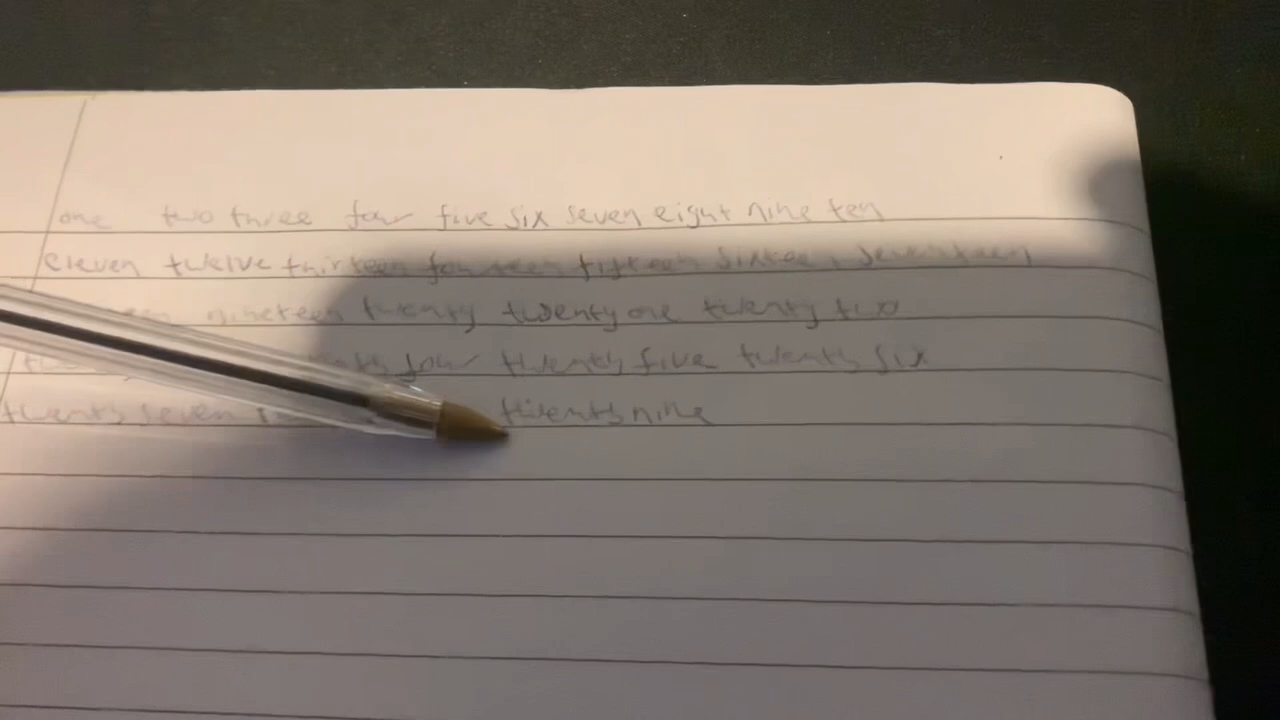 one two three four five six seven eight nine ten
eleven twelve thirteen fourteen fifteen sixteen seventeen
nineteen twenty twenty one twenty two
four twenty five twenty six
twenty seven twenty nine